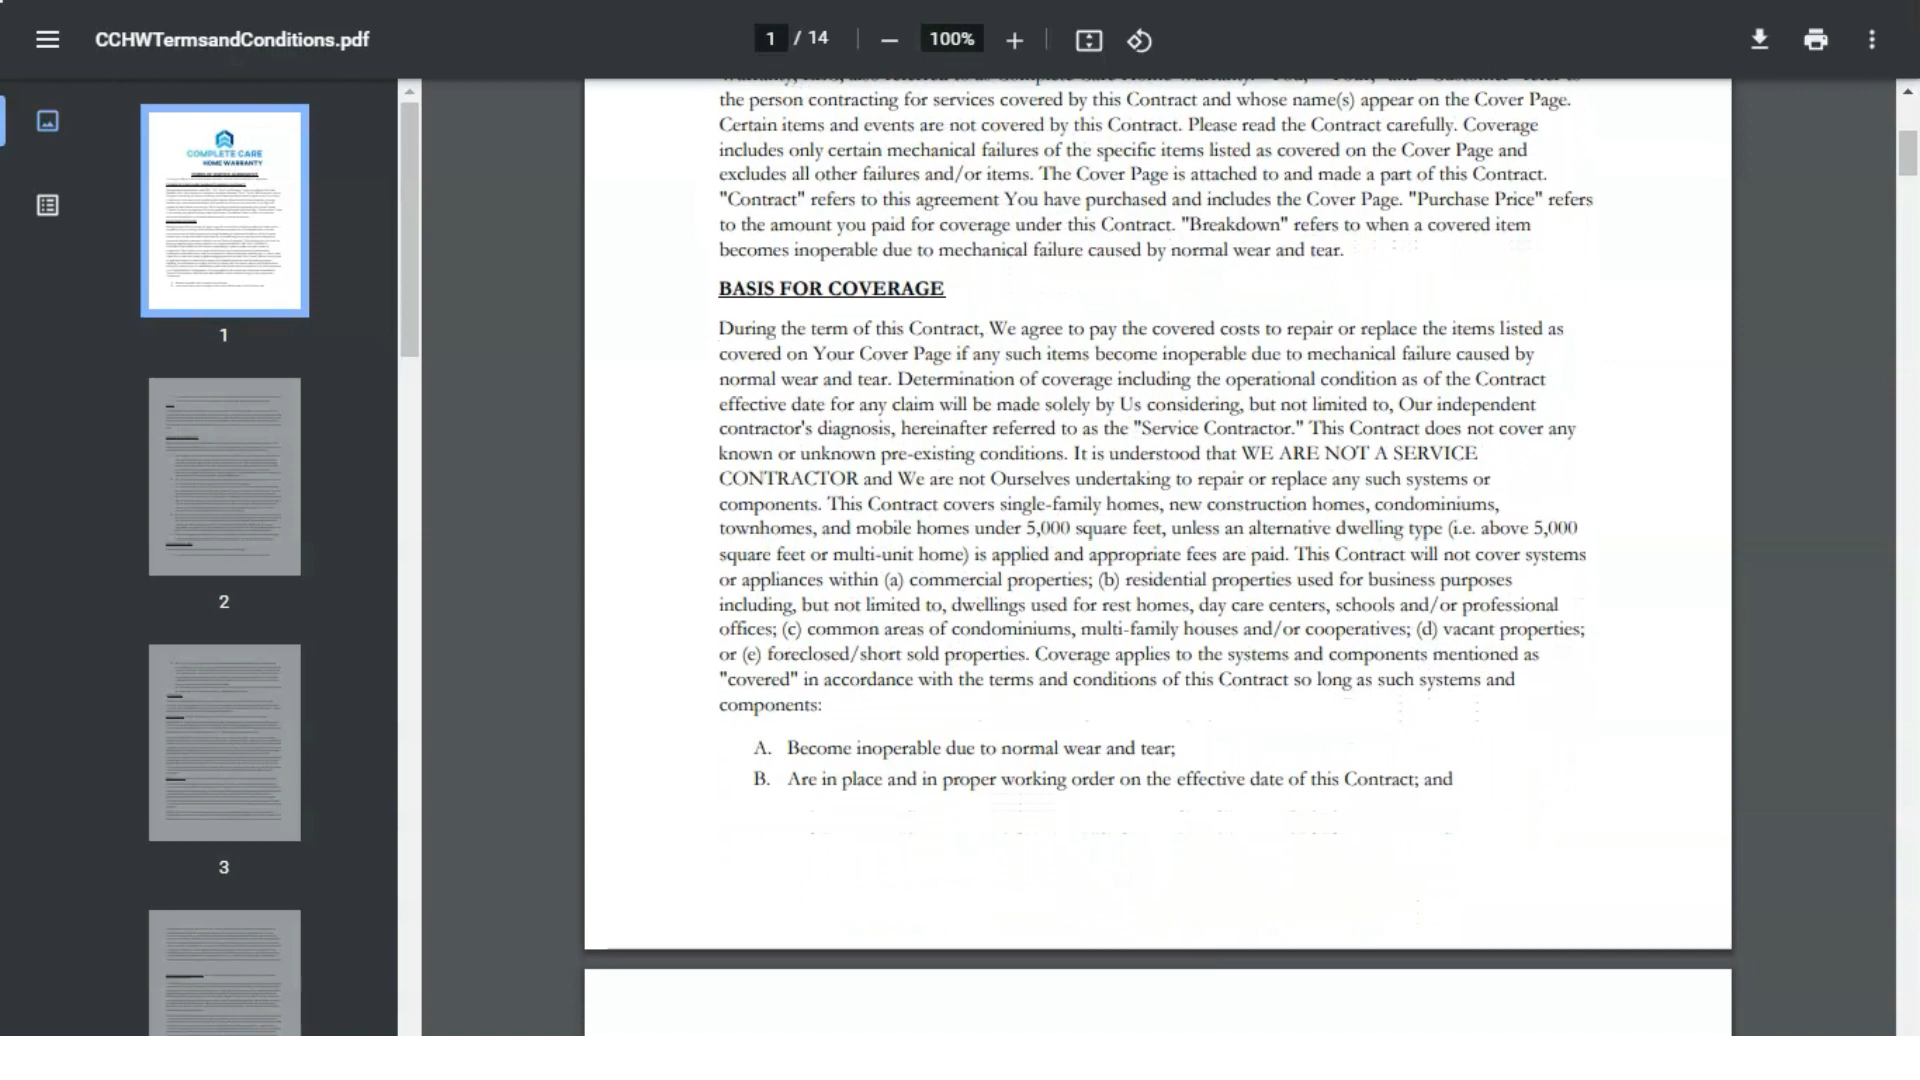 CCHWTermsandConditions.pdf
1 / 14
100%
COMPLETE CARE
HOME WARRANTY
1
2
3
the person contracting for services covered by this Contract and whose name(s) appear on the Cover Page.
Certain items and events are not covered by this Contract. Please read the Contract carefully. Coverage
includes only certain mechanical failures of the specific items listed as covered on the Cover Page and
excludes all other failures and/or items. The Cover Page is attached to and made a part of this Contract.
"Contract" refers to this agreement You have purchased and includes the Cover Page. "Purchase Price" refers
to the amount you paid for coverage under this Contract. "Breakdown" refers to when a covered item
becomes inoperable due to mechanical failure caused by normal wear and tear.
BASIS FOR COVERAGE
During the term of this Contract, We agree to pay the covered costs to repair or replace the items listed as
covered on Your Cover Page if any such items become inoperable due to mechanical failure caused by
normal wear and tear. Determination of coverage including the operational condition as of the Contract
effective date for any claim will be made solely by Us considering, but not limited to, Our independent
contractor's diagnosis, hereinafter referred to as the "Service Contractor." This Contract does not cover any
known or unknown pre-existing conditions. It is understood that WE ARE NOT A SERVICE
CONTRACTOR and We are not Ourselves undertaking to repair or replace any such systems or
components. This Contract covers single-family homes, new construction homes, condominiums,
townhomes, and mobile homes under 5,000 square feet, unless an alternative dwelling type (i.e. above 5,000
square feet or multi-unit home) is applied and appropriate fees are paid. This Contract will not cover systems
or appliances within (a) commercial properties; (b) residential properties used for business purposes
including, but not limited to, dwellings used for rest homes, day care centers, schools and/or professional
offices; (c) common areas of condominiums, multi-family houses and/or cooperatives; (d) vacant properties;
or (e) foreclosed/short sold properties. Coverage applies to the systems and components mentioned as
"covered" in accordance with the terms and conditions of this Contract so long as such systems and
components:
A. Become inoperable due to normal wear and tear;
B. Are in place and in proper working order on the effective date of this Contract; and